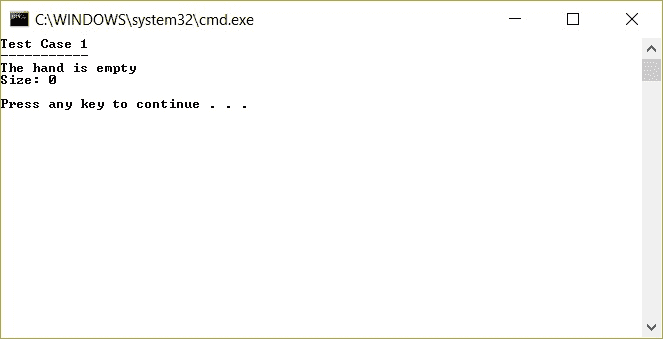 C:\WINDOWS\system32\cmd.exe
Test Case 1
-----------
The hand is empty
Size: 0
Press any key to continue . . .